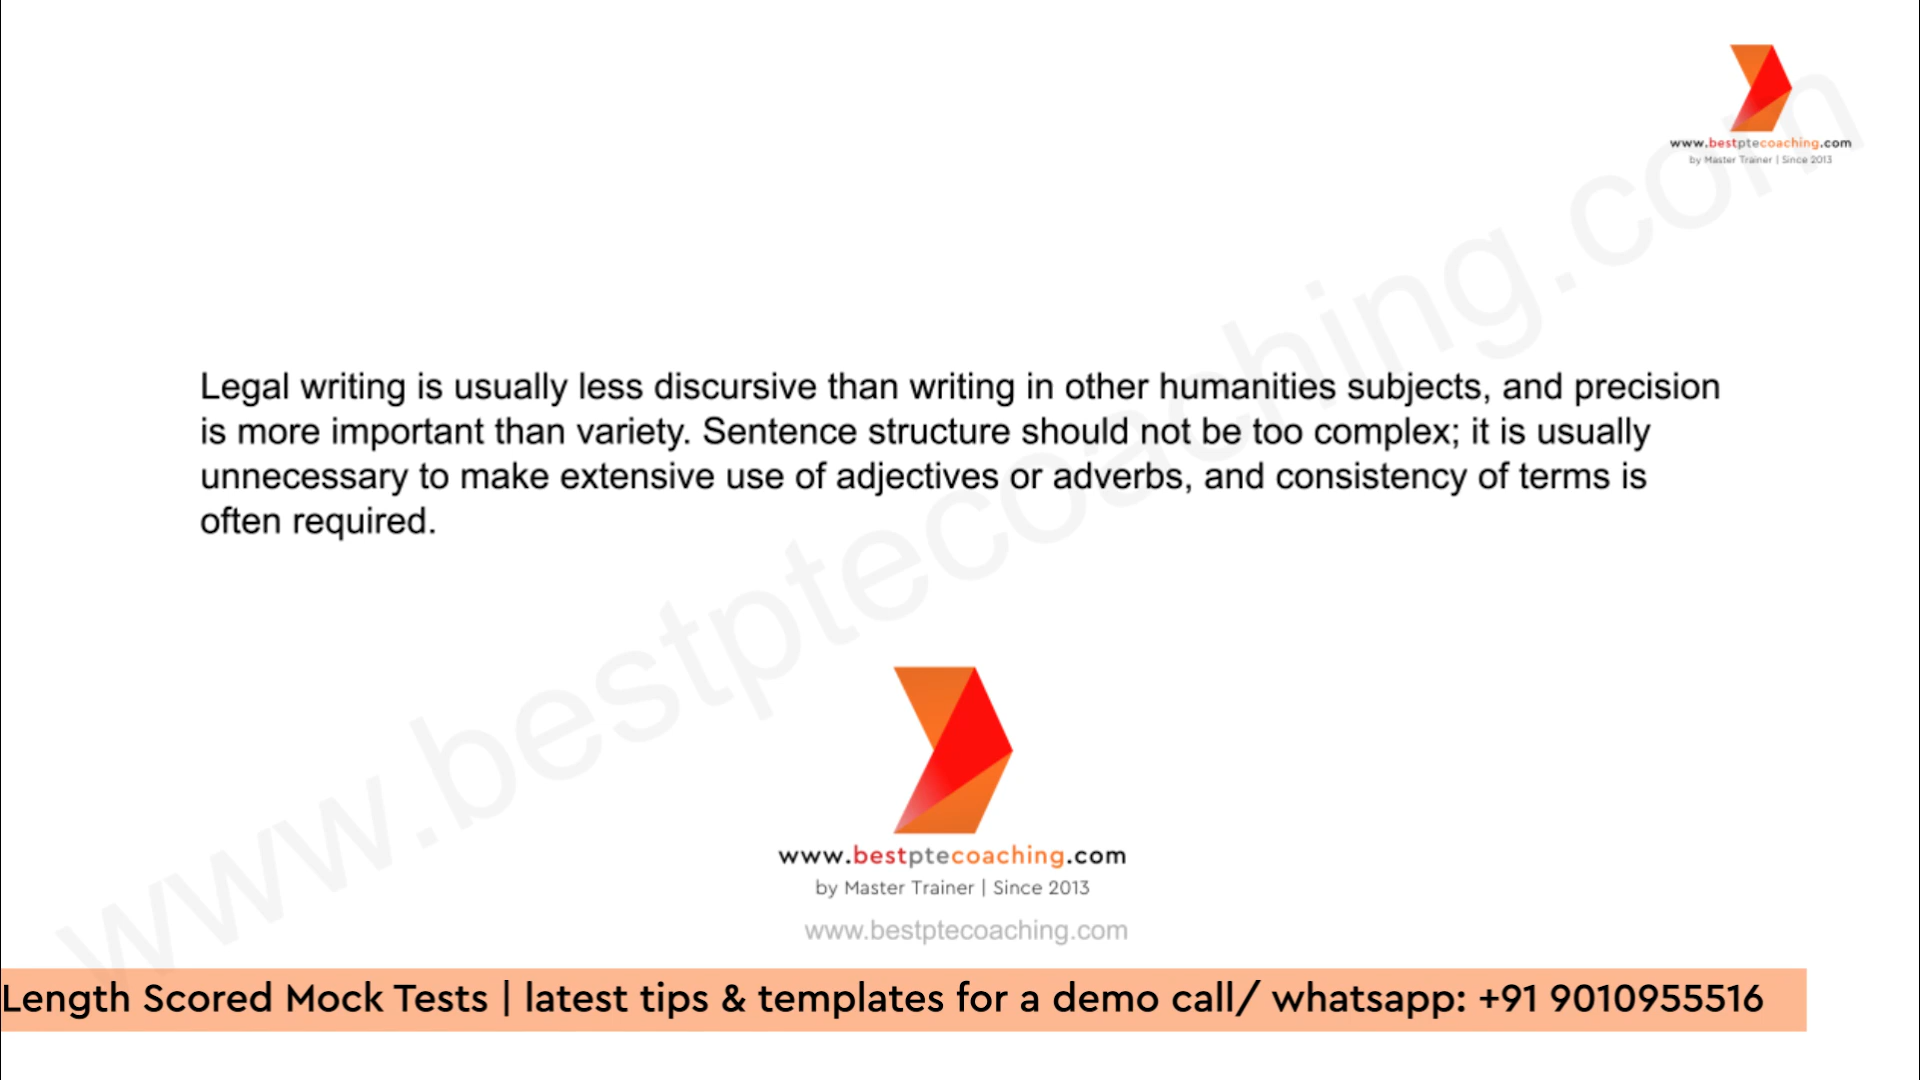 www.bestptecoaching.com
by Master Trainer | Since 2013
Legal writing is usually less discursive than writing in other humanities subjects, and precision
is more important than variety. Sentence structure should not be too complex; it is usually
unnecessary to make extensive use of adjectives or adverbs, and consistency of terms is
often required.
www.bestptecoaching.com
www.bestptecoaching.com
by Master Trainer | Since 2013
www.bestptecoaching.com
Length Scored Mock Tests | latest tips & templates for a demo call/ whatsapp: +91 9010955516